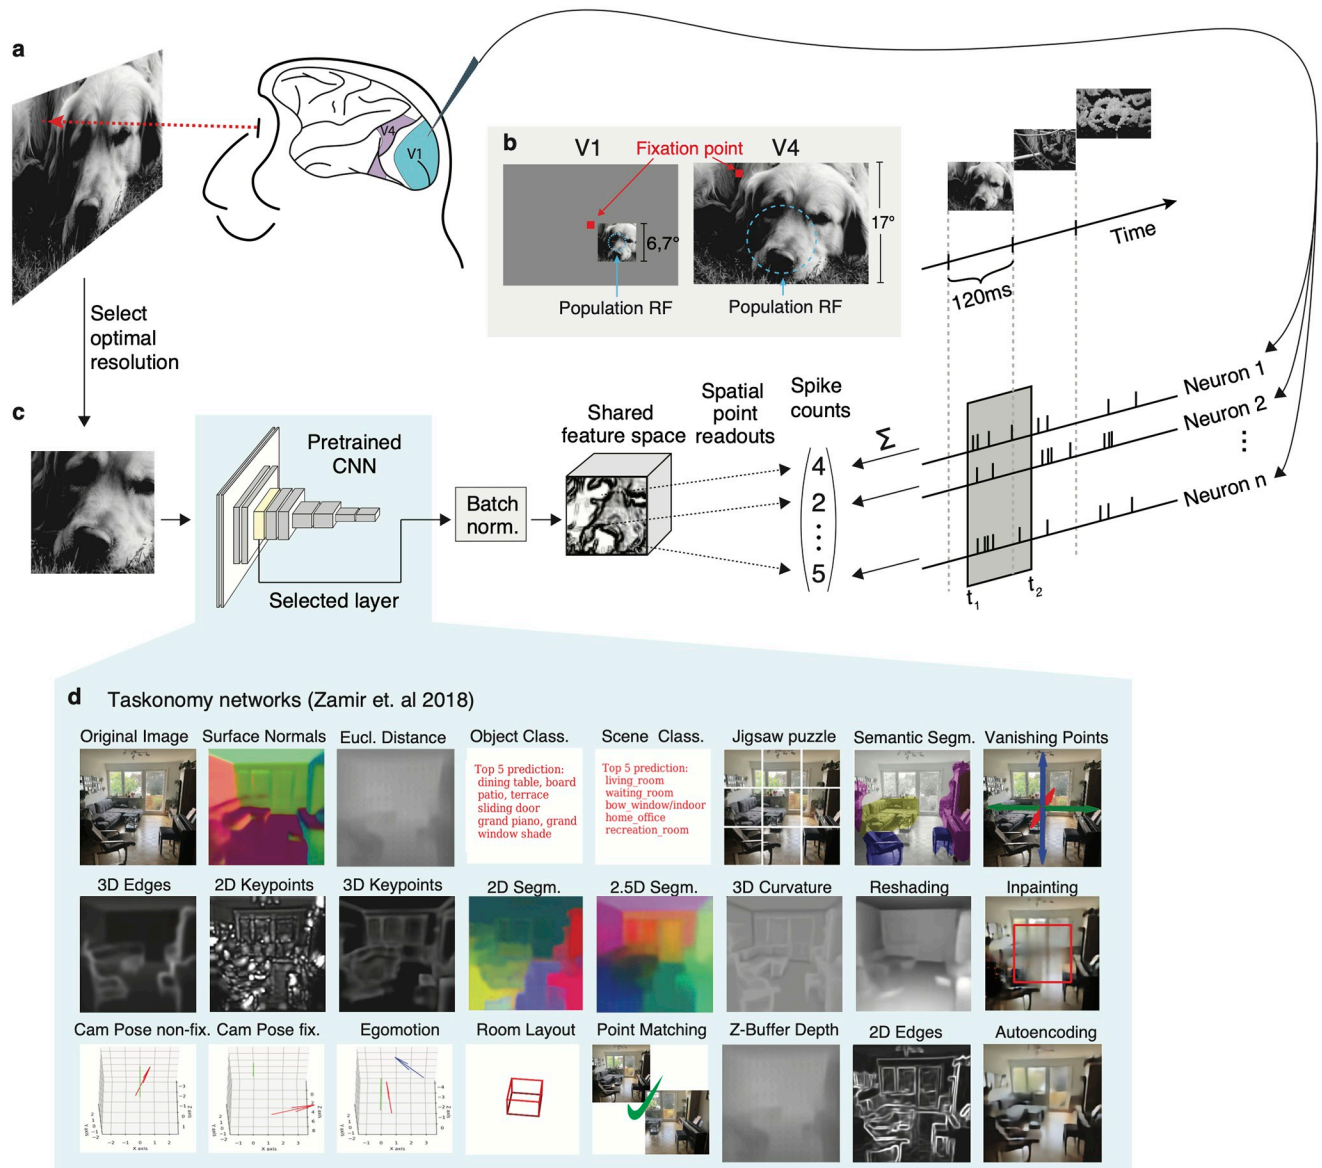 a
V4
V1
b
V1
Fixation point
V4
6,7°
17°
Population RF
Population RF
Time
120ms
Select
optimal
resolution
c
Pretrained
CNN
Selected layer
Batch
norm.
Shared
feature space
Spatial
point
readouts
Spike
counts
4
2
5
Σ
Neuron 1
Neuron 2
Neuron n
t1
t2
d Taskonomy networks (Zamir et. al 2018)
Original Image
Surface Normals
Eucl. Distance
Object Class.
Scene Class.
Jigsaw puzzle
Semantic Segm.
Vanishing Points
Top 5 prediction:
dining table, board
patio, terrace
sliding door
grand piano, grand
window shade
Top 5 prediction:
living_room
waiting_room
bow_window/indoor
home_office
recreation_room
3D Edges
2D Keypoints
3D Keypoints
2D Segm.
2.5D Segm.
3D Curvature
Reshading
Inpainting
Cam Pose non-fix.
Cam Pose fix.
Egomotion
Room Layout
Point Matching
Z-Buffer Depth
2D Edges
Autoencoding
X axis
X axis
X axis